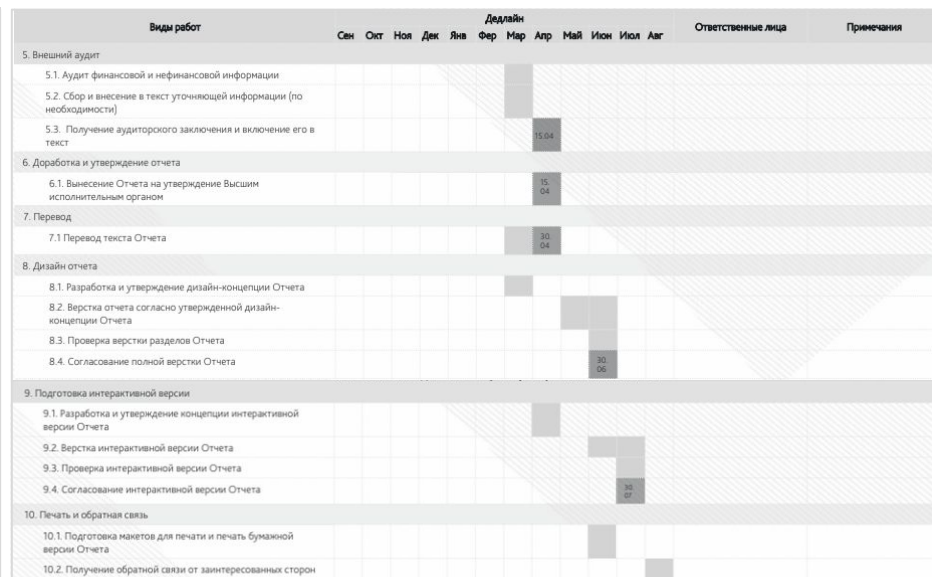 Виды работ
Дедлайн
Ответственные лица
Примечания
Сен Окт Ноя Дек Янв Фер Мар Апр Май Июн Июл Авг
5. Внешний аудит
5.1. Аудит финансовой и нефинансовой информации
5.2. Сбор и внесение в текст уточняющей информации (по
необходимости)
5.3. Получение аудиторского заключения и включение его в
текст
15.04
6. Доработка и утверждение отчета
6.1. Вынесение Отчета на утверждение Высшим
исполнительным органом
15.
04
7. Перевод
7.1 Перевод текста Отчета
30.
04
8. Дизайн отчета
8.1. Разработка и утверждение дизайн-концепции Отчета
8.2. Верстка отчета согласно утвержденной дизайн-
концепции Отчета
8.3. Проверка верстки разделов Отчета
8.4. Согласование полной верстки Отчета
30.
06
9. Подготовка интерактивной версии
9.1. Разработка и утверждение концепции интерактивной
версии Отчета
9.2. Верстка интерактивной версии Отчета
9.3. Проверка интерактивной версии Отчета
9.4. Согласование интерактивной версии Отчета
30.
07
10. Печать и обратная связь
10.1. Подготовка макетов для печати и печать бумажной
версии Отчета
10.2. Получение обратной связи от заинтересованных сторон